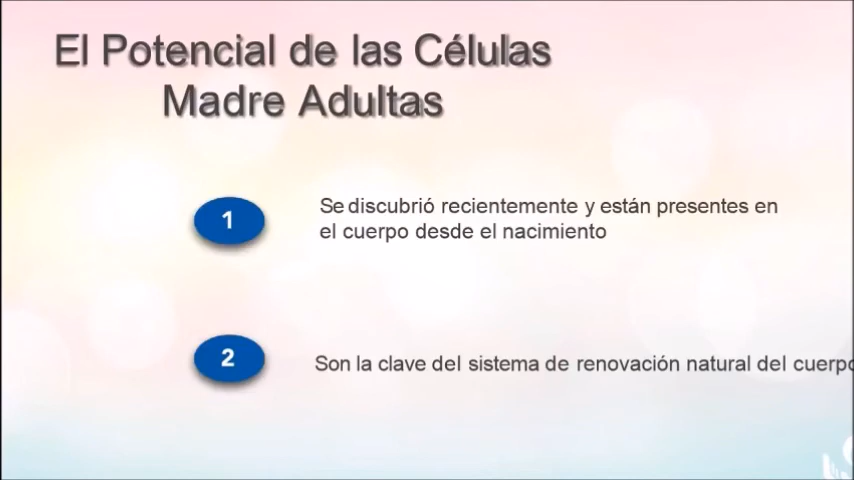 El Potencial de las Células
Madre Adultas
1
Se discubrió recientemente y están presentes en
el cuerpo desde el nacimiento
2
Son la clave del sistema de renovación natural del cuerpo